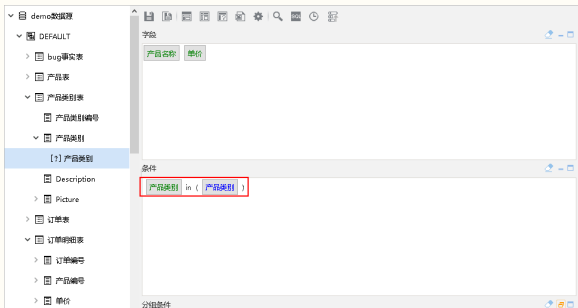 demo数据源
DEFAULT
bug事实表
产品表
产品类别表
产品类别编号
产品类别
[?] 产品类别
Description
Picture
订单表
订单明细表
订单编号
产品编号
单价
字段
产品名称 单价
条件
产品类别 in ( 产品类别 )
分组条件